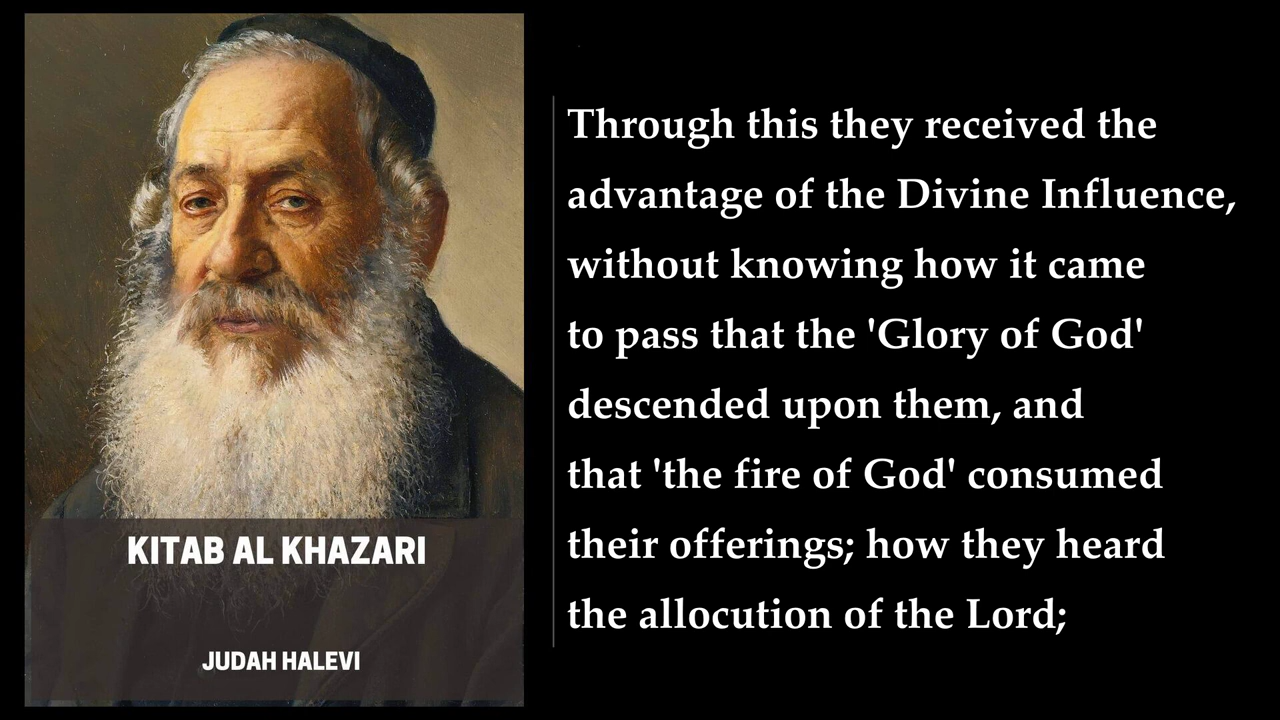 KITAB AL KHAZARI
JUDAH HALEVI
Through this they received the
advantage of the Divine Influence,
without knowing how it came
to pass that the 'Glory of God'
descended upon them, and
that 'the fire of God' consumed
their offerings; how they heard
the allocution of the Lord;